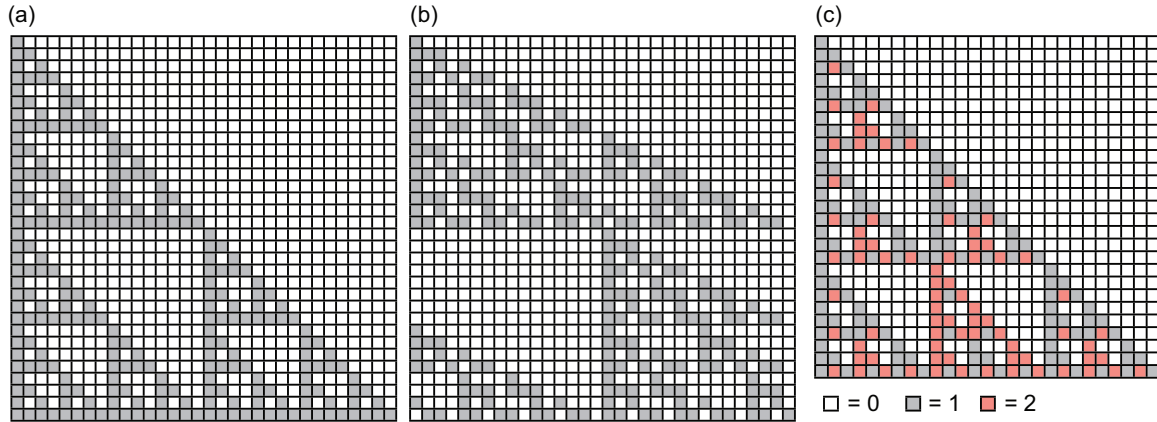 (a)
(b)
(c)
= 0 = 1 = 2